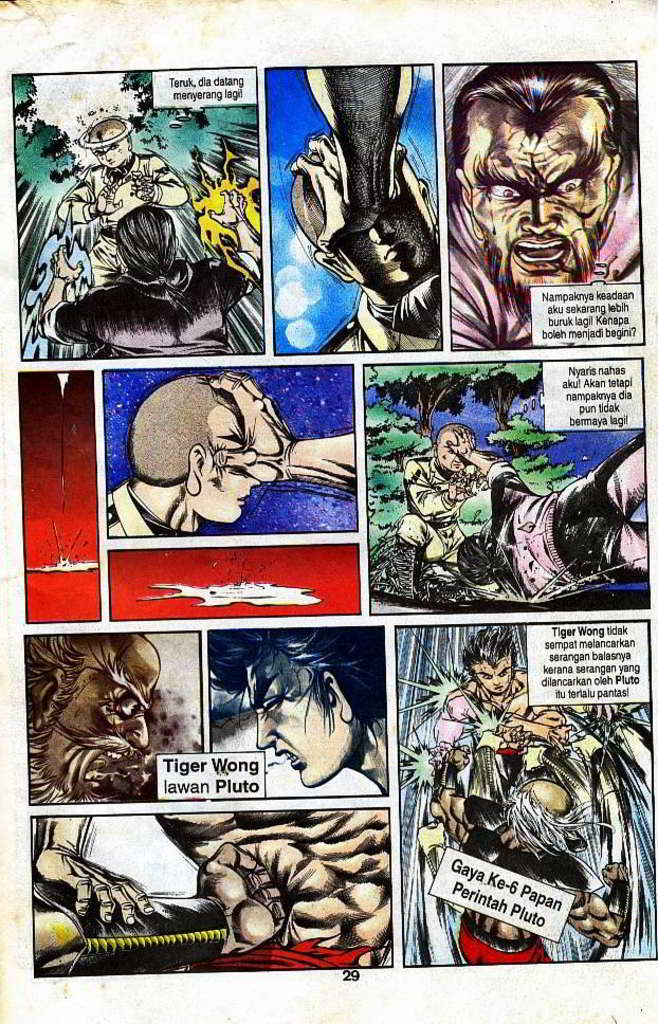 Teruk, dia datang
menyerang lagi!
Nampaknya keadaan
aku sekarang lebih
buruk lagi! Kenapa
boleh menjadi begini?
Nyaris nahas
aku! Akan tetapi
nampaknya dia
pun tidak
bermaya lagi!
Tiger Wong
lawan Pluto
Tiger Wong tidak
sempat melancarkan
serangan balasnya
kerana serangan yang
dilancarkan oleh Pluto
itu terlalu pantas!
Gaya Ke-6 Papan
Perintah Pluto
29